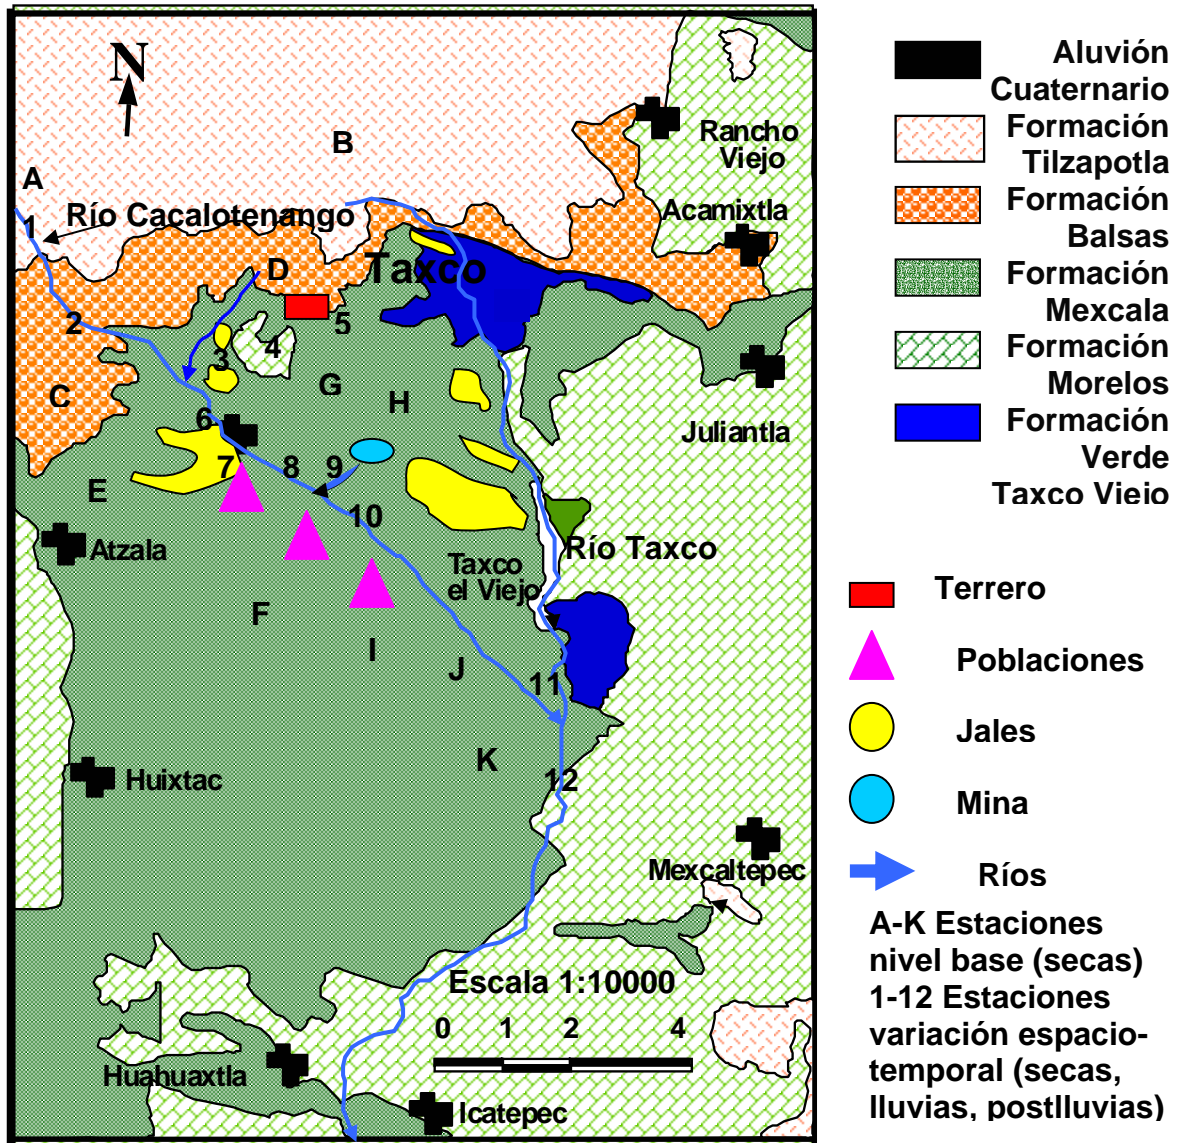 N
B
A
1
Río Cacalotenango
Rancho
Viejo
Acamixtla
D
Taxco
2
5
3
4
C
G
H
6
Juliantla
7
8
9
E
10
Atzala
Río Taxco
Taxco
el Viejo
F
I
J
11
K
12
Huixtac
Mexcaltepec
Escala 1:10000
0 1 2 4
Huahuaxtla
Icatepec
Aluvión
Cuaternario
Formación
Tilzapotla
Formación
Balsas
Formación
Mexcala
Formación
Morelos
Formación
Verde
Taxco Viejo
Terrero
Poblaciones
Jales
Mina
Ríos
A-K Estaciones
nivel base (secas)
1-12 Estaciones
variación espacio-
temporal (secas,
lluvias, postlluvias)